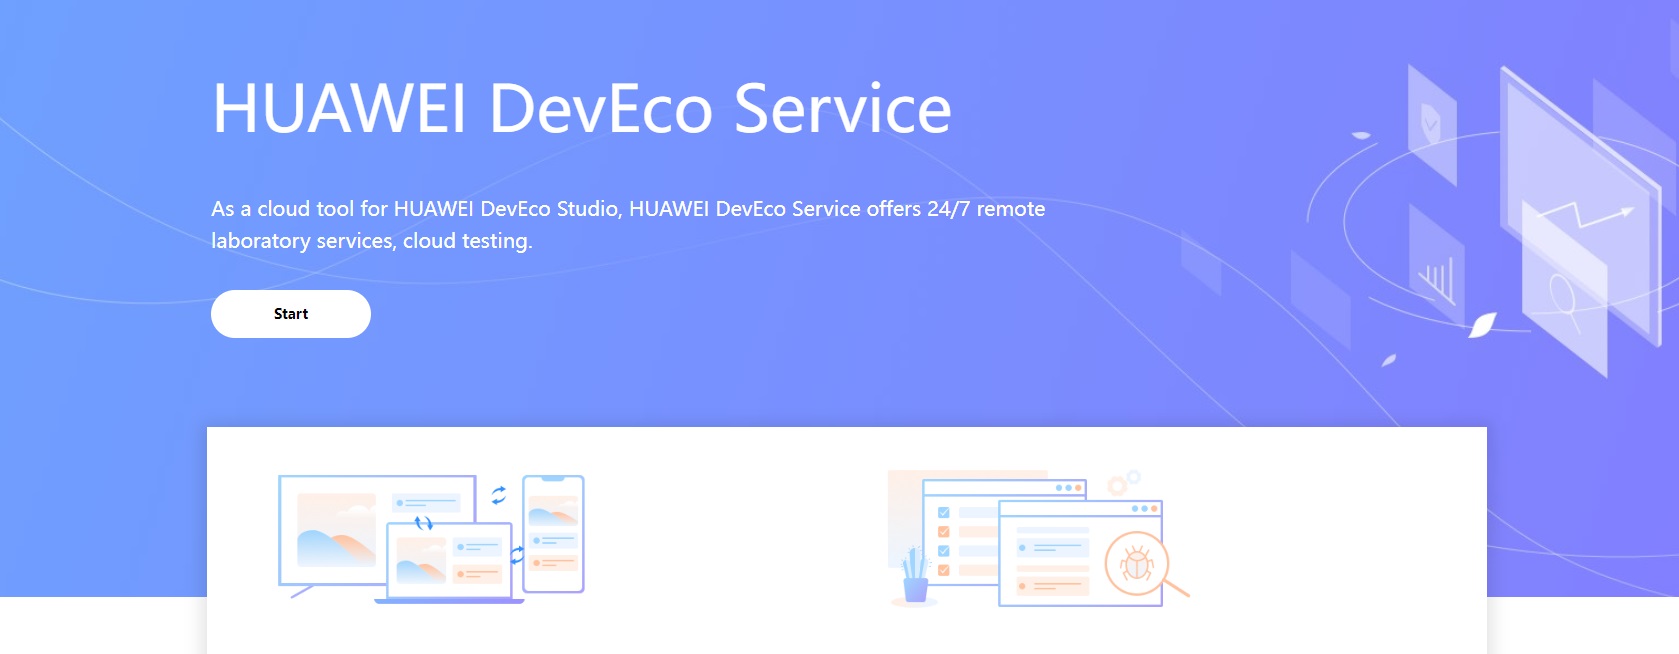 HUAWEI DevEco Service
As a cloud tool for HUAWEI DevEco Studio, HUAWEI DevEco Service offers 24/7 remote
laboratory services, cloud testing.
Start